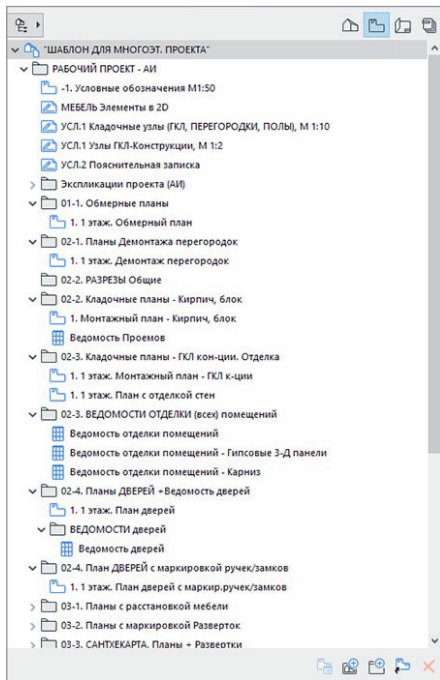 "ШАБЛОН ДЛЯ МНОГОЭТ. ПРОЕКТА"
РАБОЧИЙ ПРОЕКТ - АИ
-1. Условные обозначения М1:50
МЕБЕЛЬ Элементы в 2D
УСЛ.1 Кладочные узлы (ГКЛ, ПЕРЕГОРОДКИ, ПОЛЫ), М 1:10
УСЛ.1 Узлы ГКЛ-Конструкции, М 1:2
УСЛ.2 Пояснительная записка
Экспликации проекта (АИ)
01-1. Обмерные планы
1. 1 этаж. Обмерный план
02-1. Планы Демонтажа перегородок
1. 1 этаж. Демонтаж перегородок
02-2. РАЗРЕЗЫ Общие
02-2. Кладочные планы - Кирпич, блок
1. Монтажный план - Кирпич, блок
Ведомость Проемов
02-3. Кладочные планы - ГКЛ кон-ции. Отделка
1. 1 этаж. Монтажный план - ГКЛ к-ции
1. 1 этаж. План с отделкой стен
02-3. ВЕДОМОСТИ ОТДЕЛКИ (всех) помещений
Ведомость отделки помещений
Ведомость отделки помещений - Гипсовые 3-Д панели
Ведомость отделки помещений - Карниз
02-4. Планы ДВЕРЕЙ +Ведомость дверей
1. 1 этаж. План дверей
ВЕДОМОСТИ дверей
Ведомость дверей
02-4. План ДВЕРЕЙ с маркировкой ручек/замков
1. 1 этаж. План дверей с маркир.ручек/замков
03-1. Планы с расстановкой мебели
03-2. Планы с маркировкой Разверток
03-3. САНТХЕКАРТА. Планы + Развертки